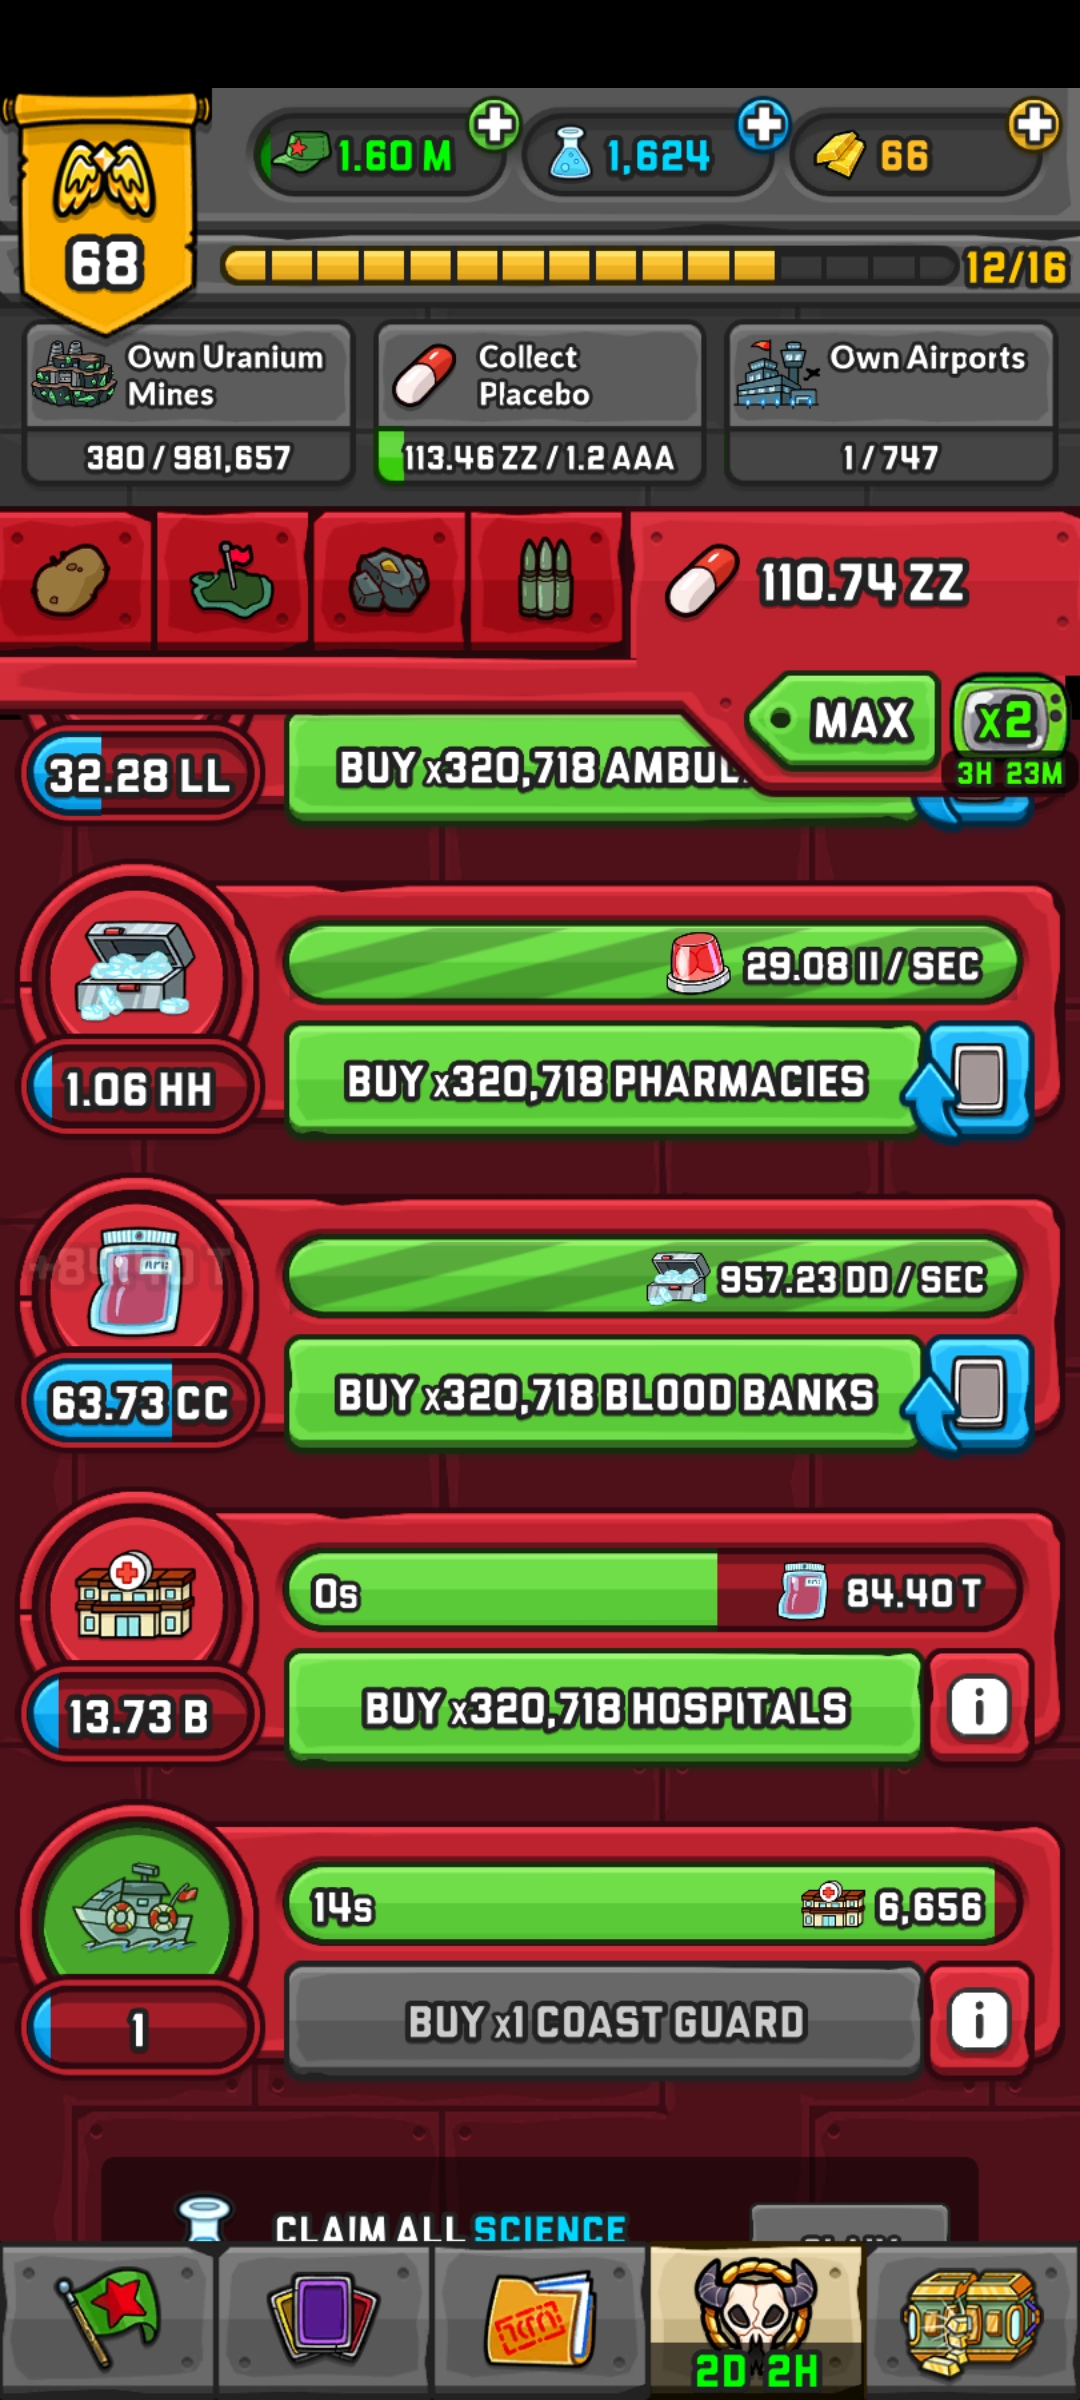 1.60 M
1,624
66
68
12/16
Own Uranium
Mines
380 / 981,657
Collect
Placebo
113.46 ZZ / 1.2 AAA
Own Airports
1 / 747
110.74 ZZ
MAX
x2
3H 23M
32.28 LL
BUY x320,718 AMBUL
29.08 II / SEC
1.06 HH
BUY x320,718 PHARMACIES
957.23 DD / SEC
63.73 CC
BUY x320,718 BLOOD BANKS
0s
84.40 T
13.73 B
BUY x320,718 HOSPITALS
i
14s
6,656
1
BUY x1 COAST GUARD
i
CLAIM ALL SCIENCE
2D 2H